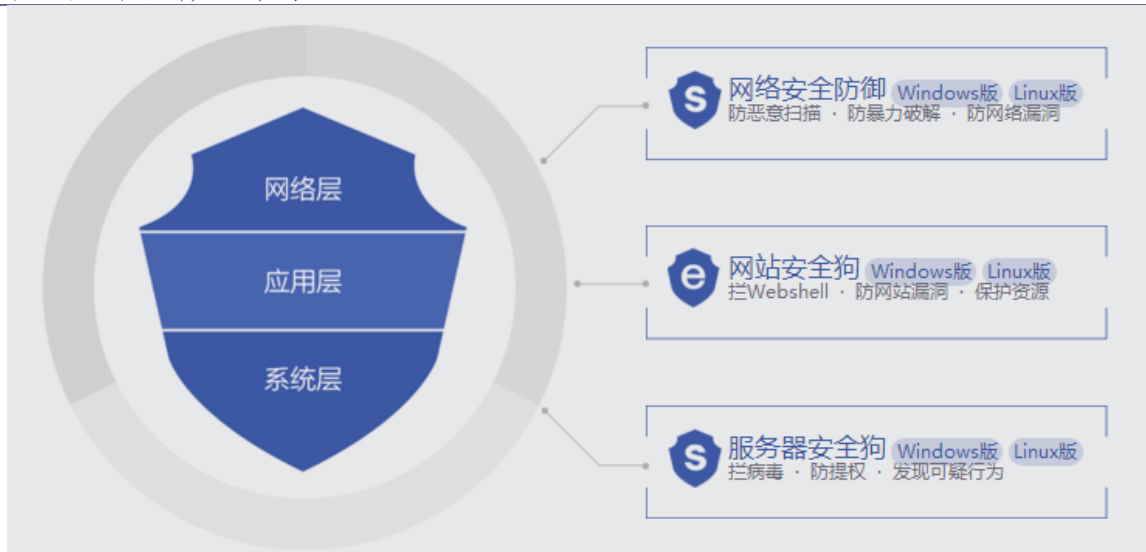 网络层
应用层
系统层
S 网络安全防御 Windows版 Linux版
防恶意扫描 · 防暴力破解 · 防网络漏洞
e 网站安全狗 Windows版 Linux版
拦Webshell · 防网站漏洞 · 保护资源
S 服务器安全狗 Windows版 Linux版
拦病毒 · 防提权 · 发现可疑行为